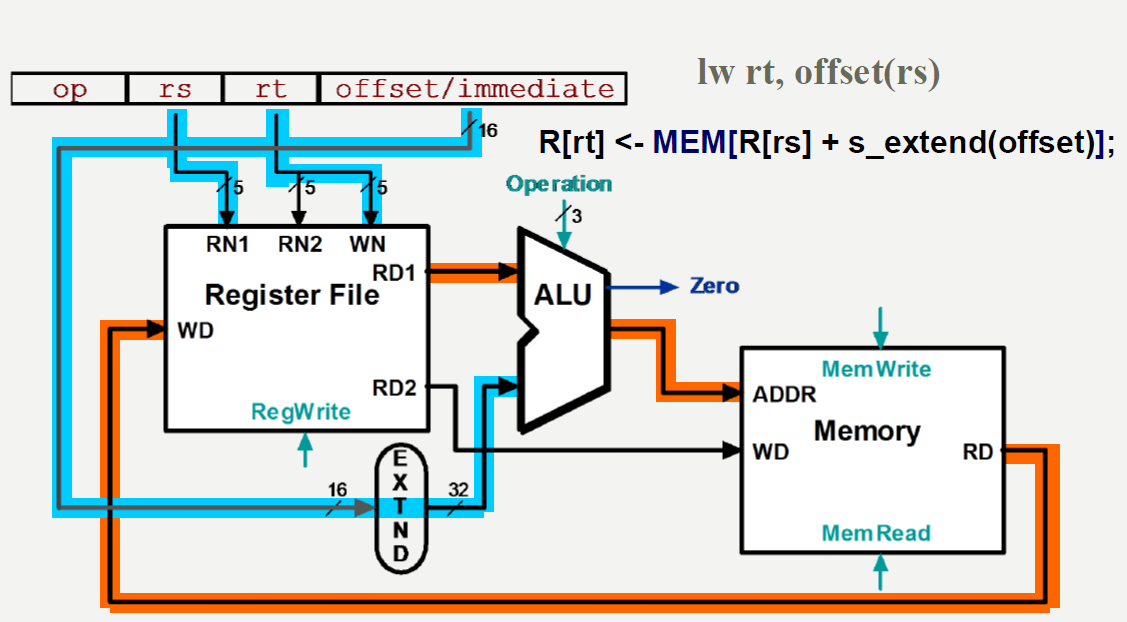 lw rt, offset(rs)
op rs rt offset/immediate
16
R[rt] <- MEM[R[rs] + s_extend(offset)];
5 5 5
Operation
3
RN1 RN2 WN
RD1
Register File
ALU
Zero
WD
MemWrite
RD2
ADDR
RegWrite
Memory
WD
RD
16
EXTND
32
MemRead